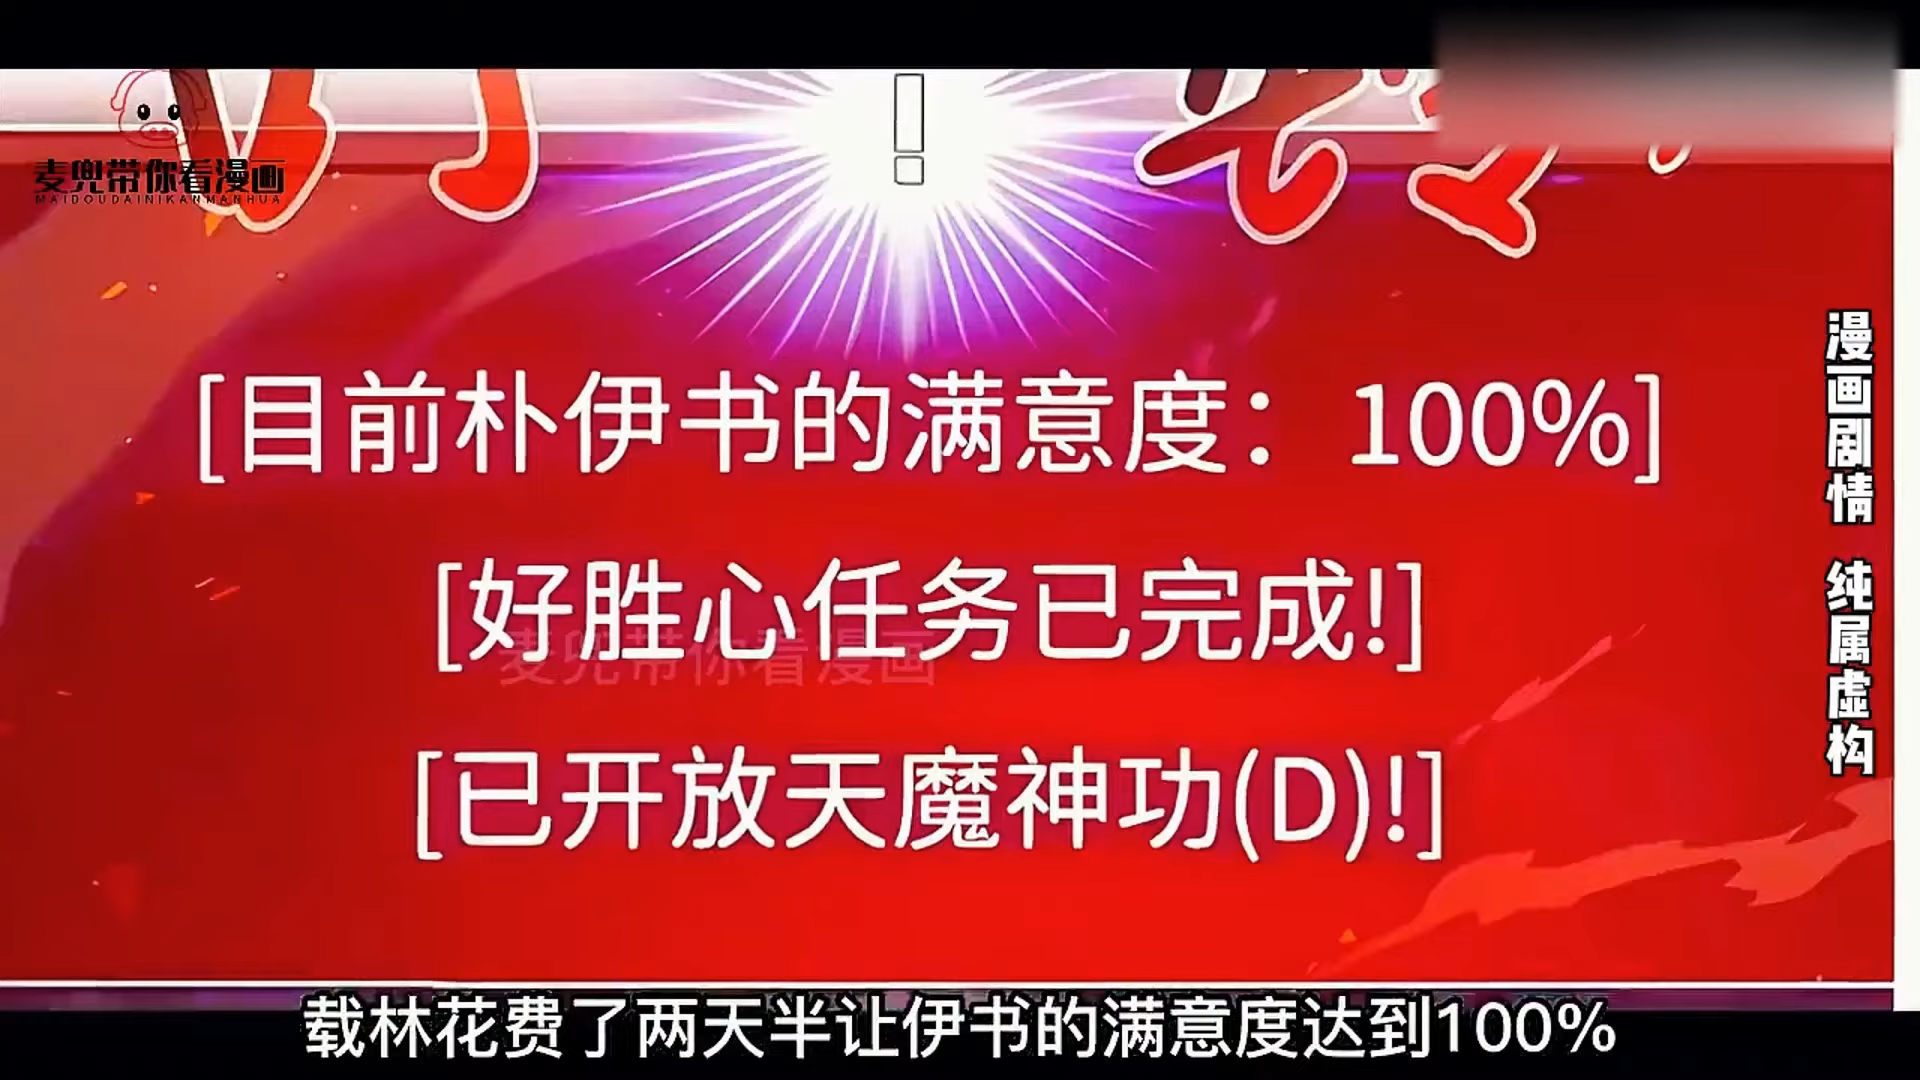 麦兜带你看漫画
MAIDOUDAINIKANMANHUA
!
[目前朴伊书的满意度：100%]
[好胜心任务已完成!]
麦兜带你看漫画
[已开放天魔神功(D)!]
漫画剧情 纯属虚构
载林花费了两天半让伊书的满意度达到100%